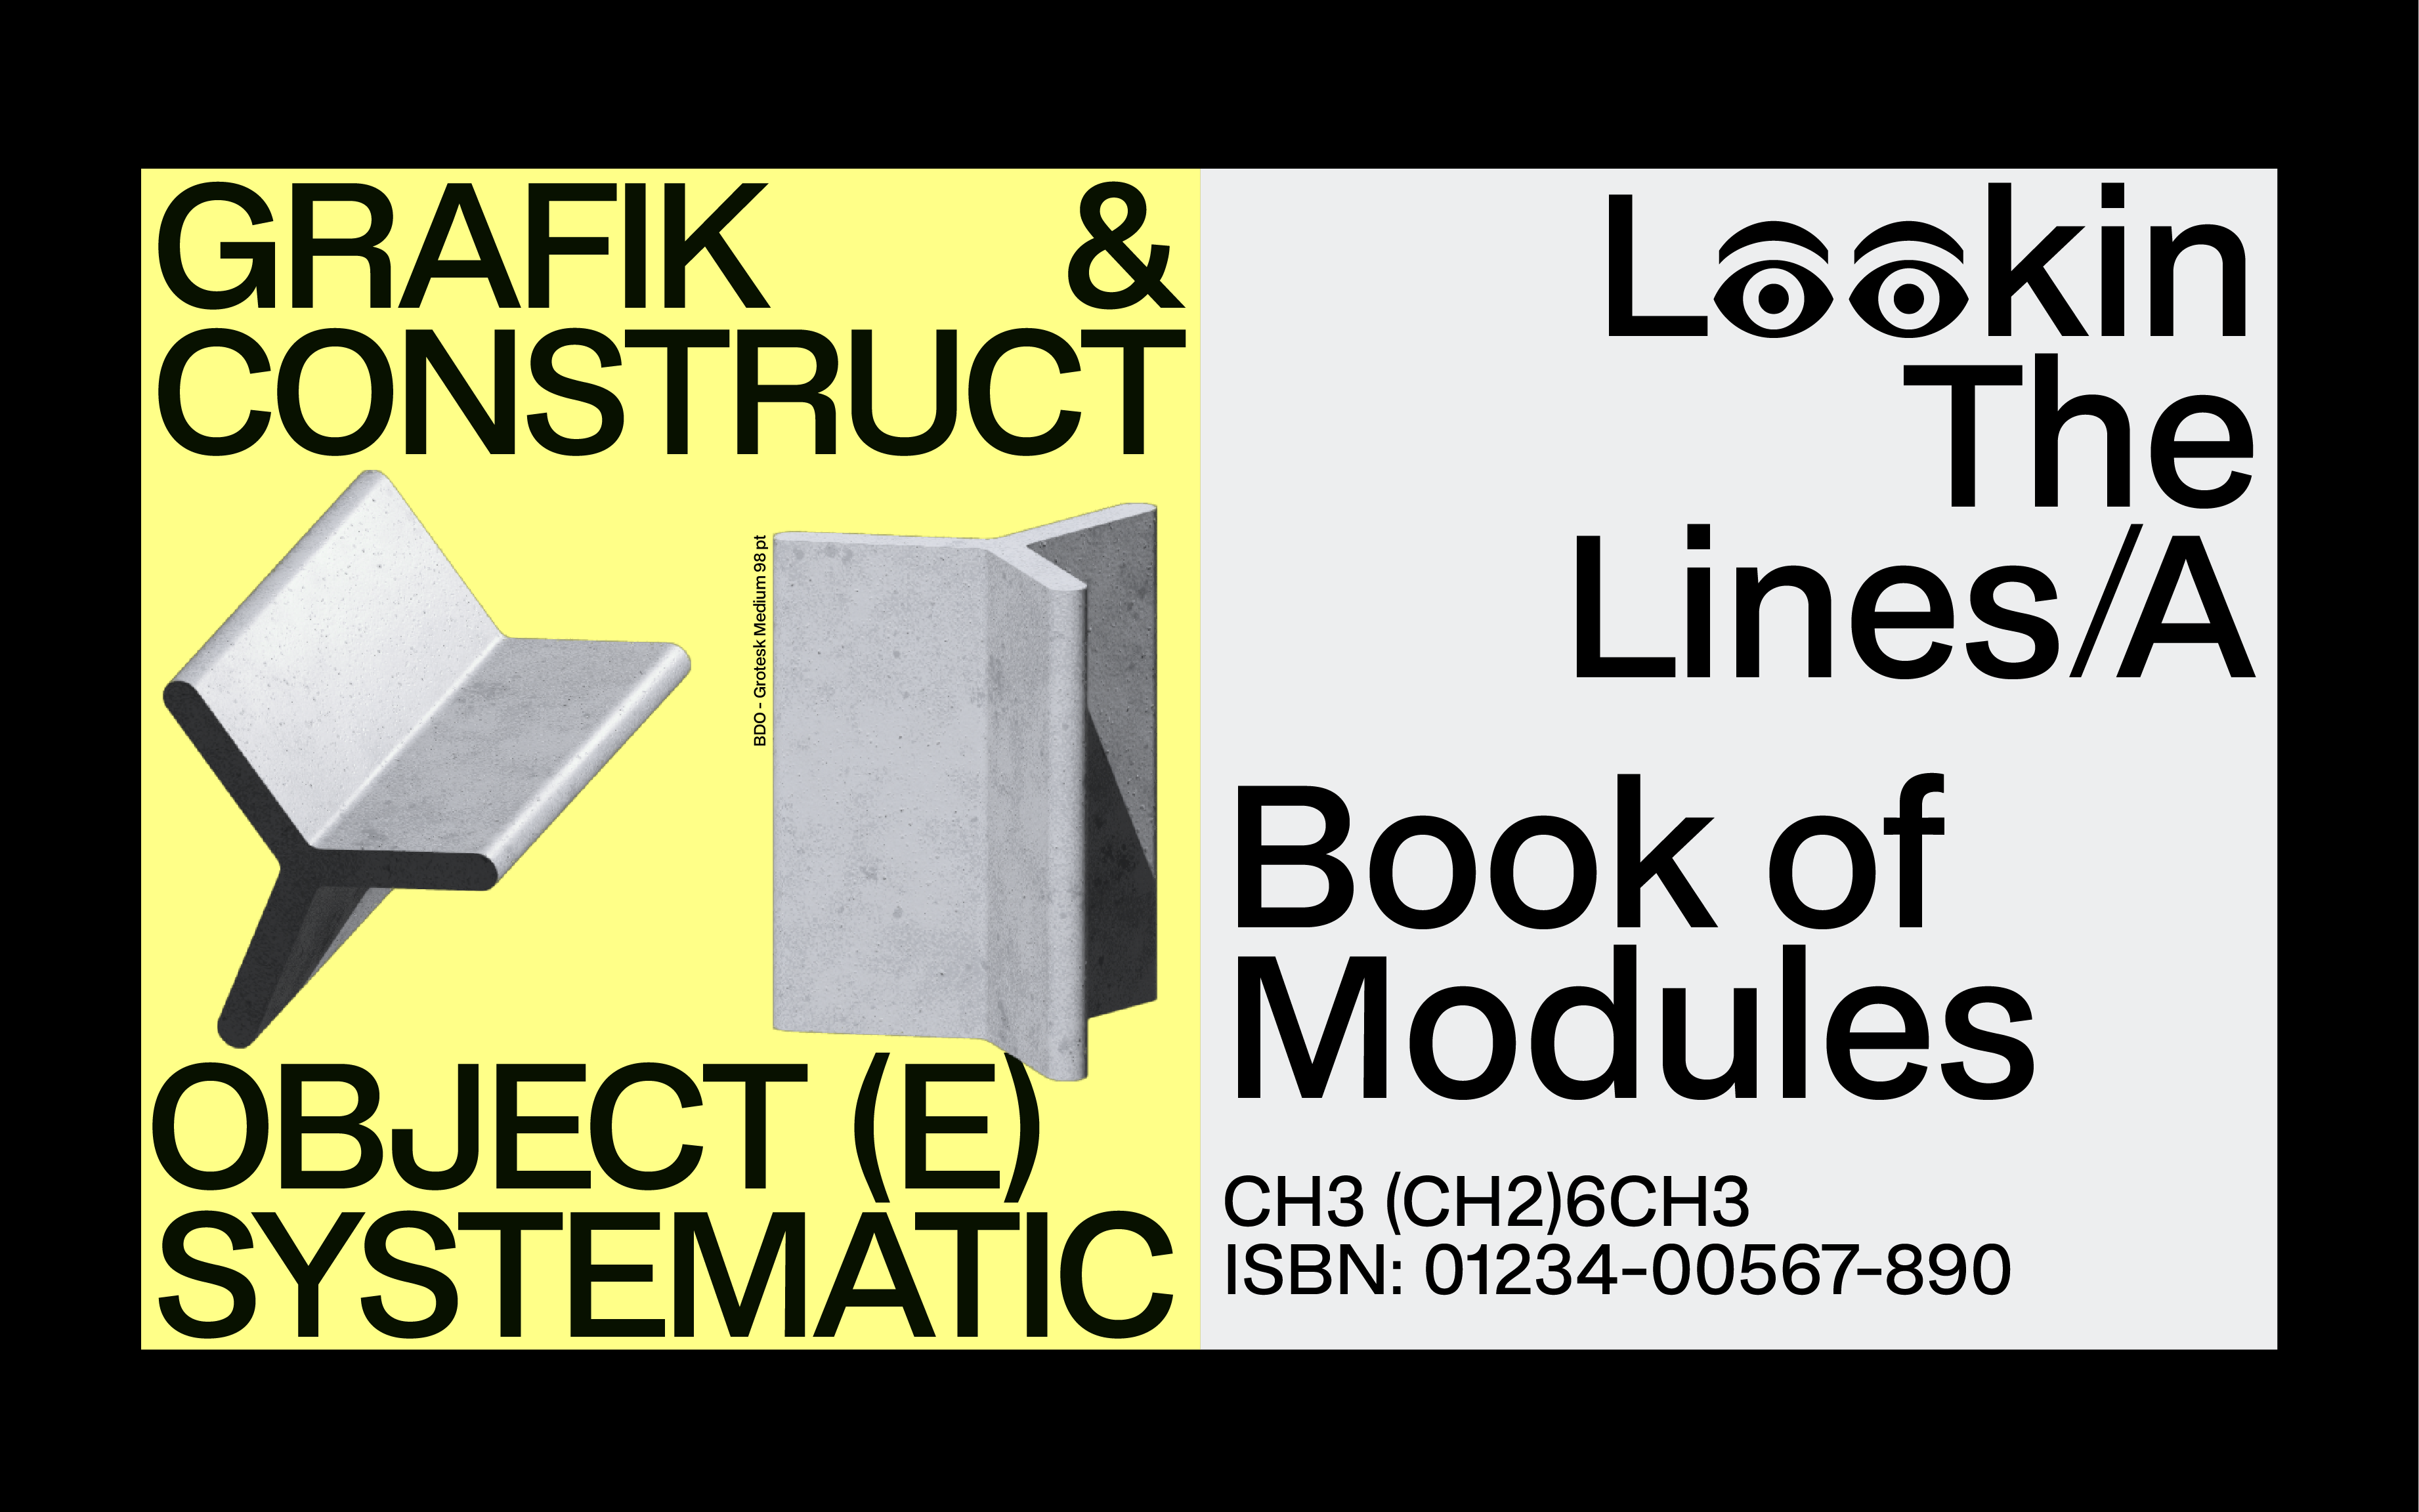 GRAFIK &
CONSTRUCT
BDO - Grotesk Medium 98 pt
OBJECT (E)
SYSTEMATIC
Lookin
The
Lines/A
Book of
Modules
CH3 (CH2)6CH3
ISBN: 01234-00567-890